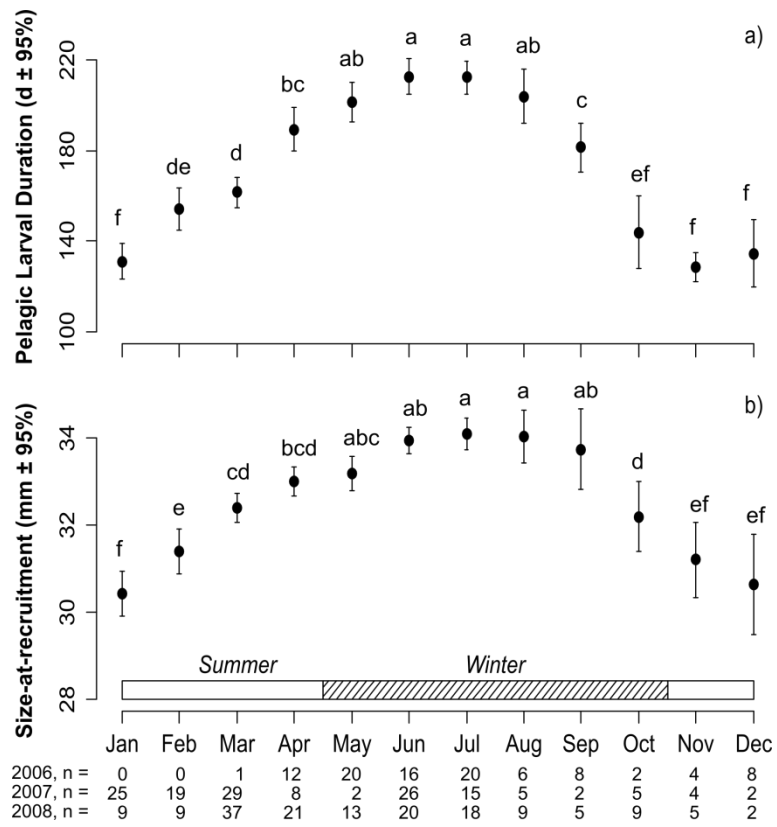 a)
Pelagic Larval Duration (d ± 95%)
220
180
140
100
f de d bc ab a a ab c ef f f
b)
Size-at-recruitment (mm ± 95%)
34
32
30
28
f e cd bcd abc ab a a ab d ef ef
Summer Winter
Jan Feb Mar Apr May Jun Jul Aug Sep Oct Nov Dec
2006, n = 0 0 1 12 20 16 20 6 8 2 4 8
2007, n = 25 19 29 8 2 26 15 5 2 5 4 2
2008, n = 9 9 37 21 13 20 18 9 5 9 5 2